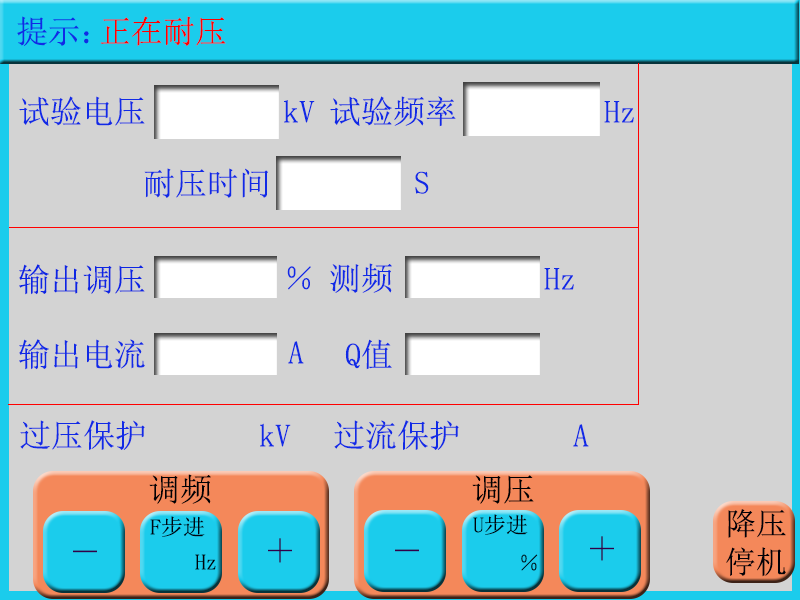 提示：正在耐压
试验电压 kV 试验频率 Hz
耐压时间 S
输出调压 % 测频 Hz
输出电流 A Q值
过压保护 kV 过流保护 A
调频 调压
— F步进 Hz + — U步进 % +
降压
停机